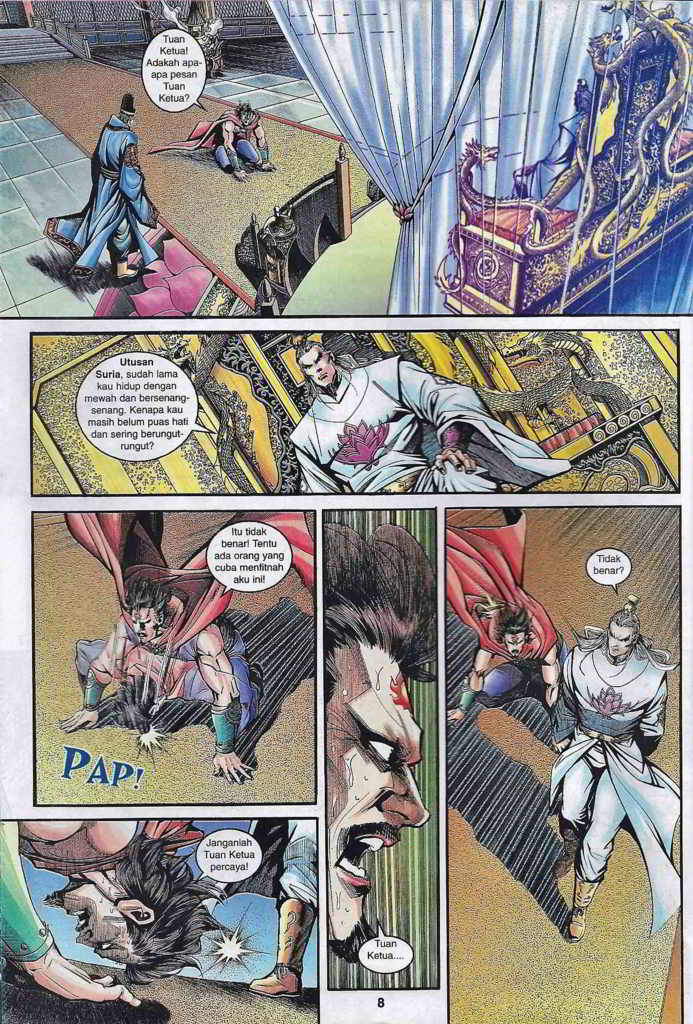 Tuan
Ketua!
Adakah apa-
apa pesan
Tuan
Ketua?
Utusan
Suria, sudah lama
kau hidup dengan
mewah dan bersenang-
senang. Kenapa kau
masih belum puas hati
dan sering berungut-
rungut?
Itu tidak
benar! Tentu
ada orang yang
cuba memfitnah
aku ini!
PAP!
Tuan
Ketua....
Tidak
benar?
Janganlah
Tuan Ketua
percaya!
8